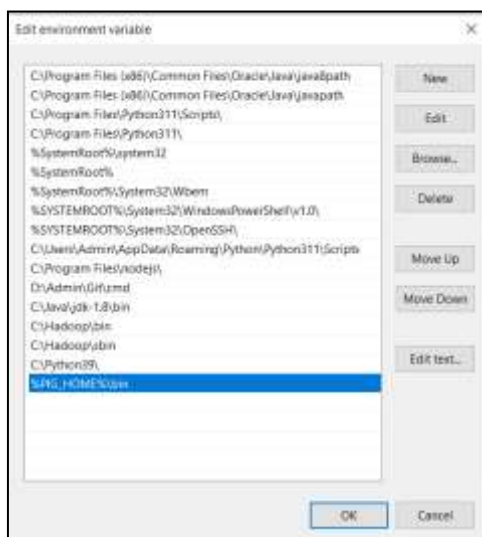 Edit environment variable
C:\Program Files (x86)\Common Files\Oracle\Java\java8path
C:\Program Files (x86)\Common Files\Oracle\Java\javapath
C:\Program Files\Python311\Scripts\
C:\Program Files\Python311\
%SystemRoot%\system32
%SystemRoot%
%SystemRoot%\System32\Wbem
%SYSTEMROOT%\System32\WindowsPowerShell\v1.0\
%SYSTEMROOT%\System32\OpenSSH\
C:\Users\Admin\AppData\Roaming\Python\Python311\Scripts
C:\Program Files\nodejs\
D:\Admin\Git\cmd
C:\Java\jdk-1.8\bin
C:\Hadoop\bin
C:\Hadoop\sbin
C:\Python39\
%PIG_HOME%\bin
New
Edit
Browse...
Delete
Move Up
Move Down
Edit text...
OK
Cancel